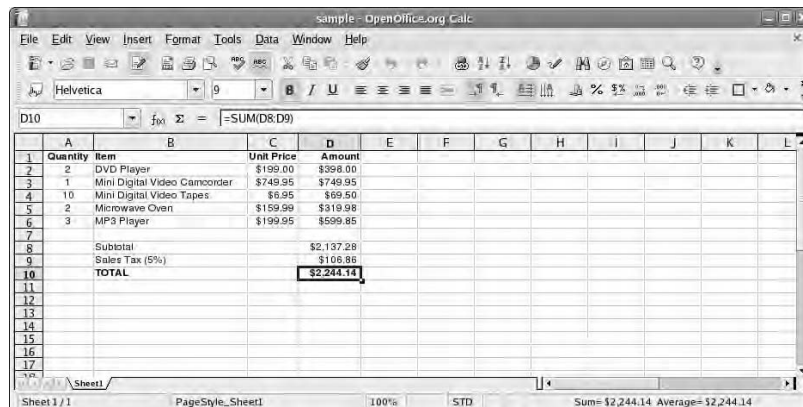 sample - OpenOffice.org Calc
File Edit View Insert Format Tools Data Window Help
Helvetica 9 B I U
D10 f(x) Σ = =SUM(D8:D9)
A B C D E F G H I J K L
1 Quantity Item Unit Price Amount
2 2 DVD Player $199.00 $398.00
3 1 Mini Digital Video Camcorder $749.95 $749.95
4 10 Mini Digital Video Tapes $6.95 $69.50
5 2 Microwave Oven $159.99 $319.98
6 3 MP3 Player $199.95 $599.85
7
8 Subtotal $2,137.28
9 Sales Tax (5%) $106.86
10 TOTAL $2,244.14
11
12
13
14
15
16
17
Sheet1
Sheet 1 / 1 PageStyle_Sheet1 100% STD Sum=$2,244.14 Average=$2,244.14